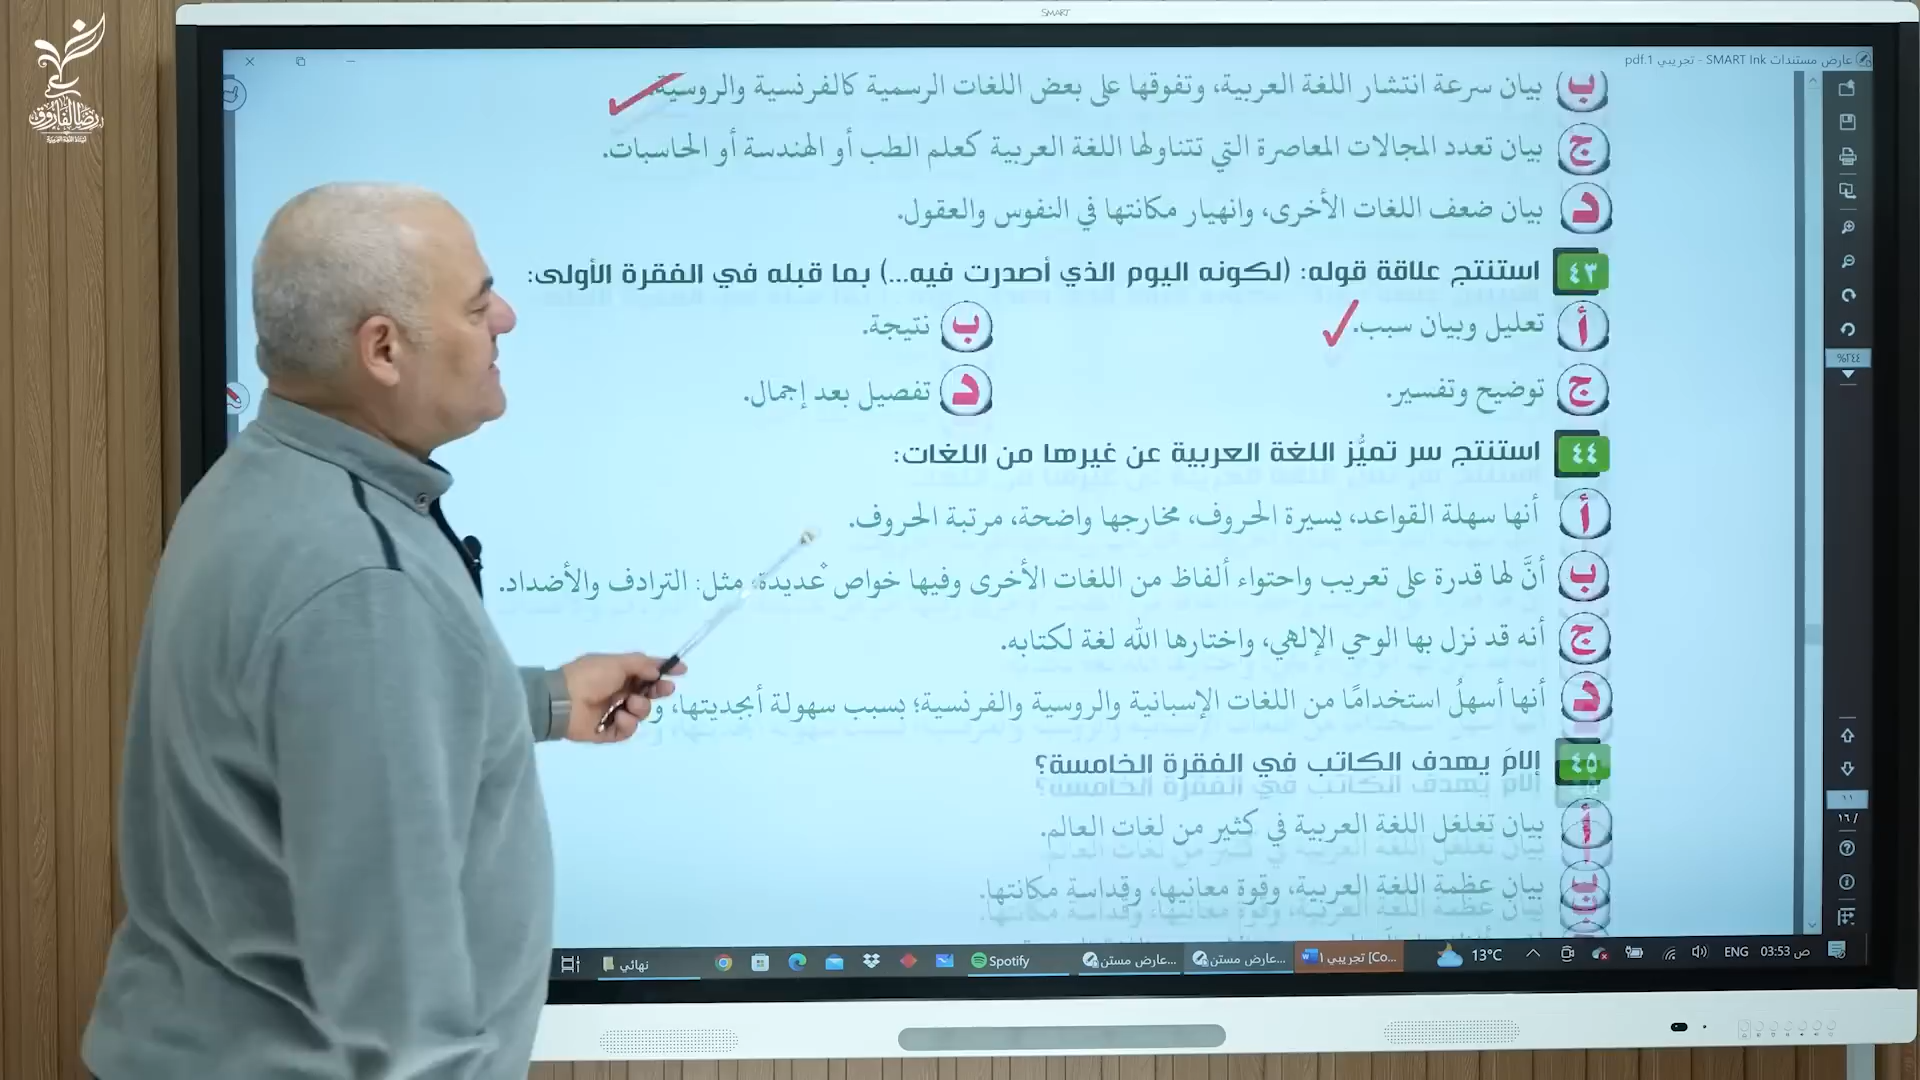 SMART
عارض مستندات SMART Ink - تجريبي 1.pdf
رضا الفاروق
ب بيان سرعة انتشار اللغة العربية، وتفوقها على بعض اللغات الرسمية كالفرنسية والروسية.
ج بيان تعدد المجالات المعاصرة التي تتناولها اللغة العربية كعلم الطب أو الهندسة أو الحاسبات.
د بيان ضعف اللغات الأخرى، وانهيار مكانتها في النفوس والعقول.
٤٣ استنتج علاقة قوله: (لكونه اليوم الذي أصدرت فيه...) بما قبله في الفقرة الأولى:
أ تعليل وبيان سبب. ب نتيجة.
ج توضيح وتفسير. د تفصيل بعد إجمال.
٤٤ استنتج سر تميُّز اللغة العربية عن غيرها من اللغات:
أ أنها سهلة القواعد، يسيرة الحروف، مخارجها واضحة، مرتبة الحروف.
ب أنَّ لها قدرة على تعريب واحتواء ألفاظ من اللغات الأخرى وفيها خواص عديدة، مثل: الترادف والأضداد.
ج أنه قد نزل بها الوحي الإلهي، واختارها الله لغة لكتابه.
د أنها أسهلُ استخدامًا من اللغات الإسبانية والروسية والفرنسية؛ بسبب سهولة أبجديتها، و
٤٥ إلامَ يهدف الكاتب في الفقرة الخامسة؟
أ بيان تغلغل اللغة العربية في كثير من لغات العالم.
ب بيان عظمة اللغة العربية، وقوة معانيها، وقداسة مكانتها.
٢٤٤%
١١
/ ١٦
نهائي
Spotify
عارض مستن...
عارض مستن...
تجريبي ١ [Co...
13°C
ENG
03:53 ص